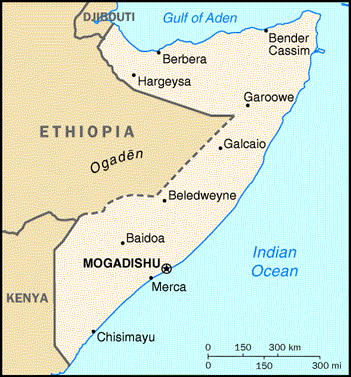 DJIBOUTI
Gulf of Aden
Bender
Cassim
Berbera
Hargeysa
Garoowe
ETHIOPIA
Ogadēn
Galcaio
Beledweyne
Baidoa
Indian
Ocean
MOGADISHU
Merca
KENYA
Chisimayu
0 150 300 km
0 150 300 mi